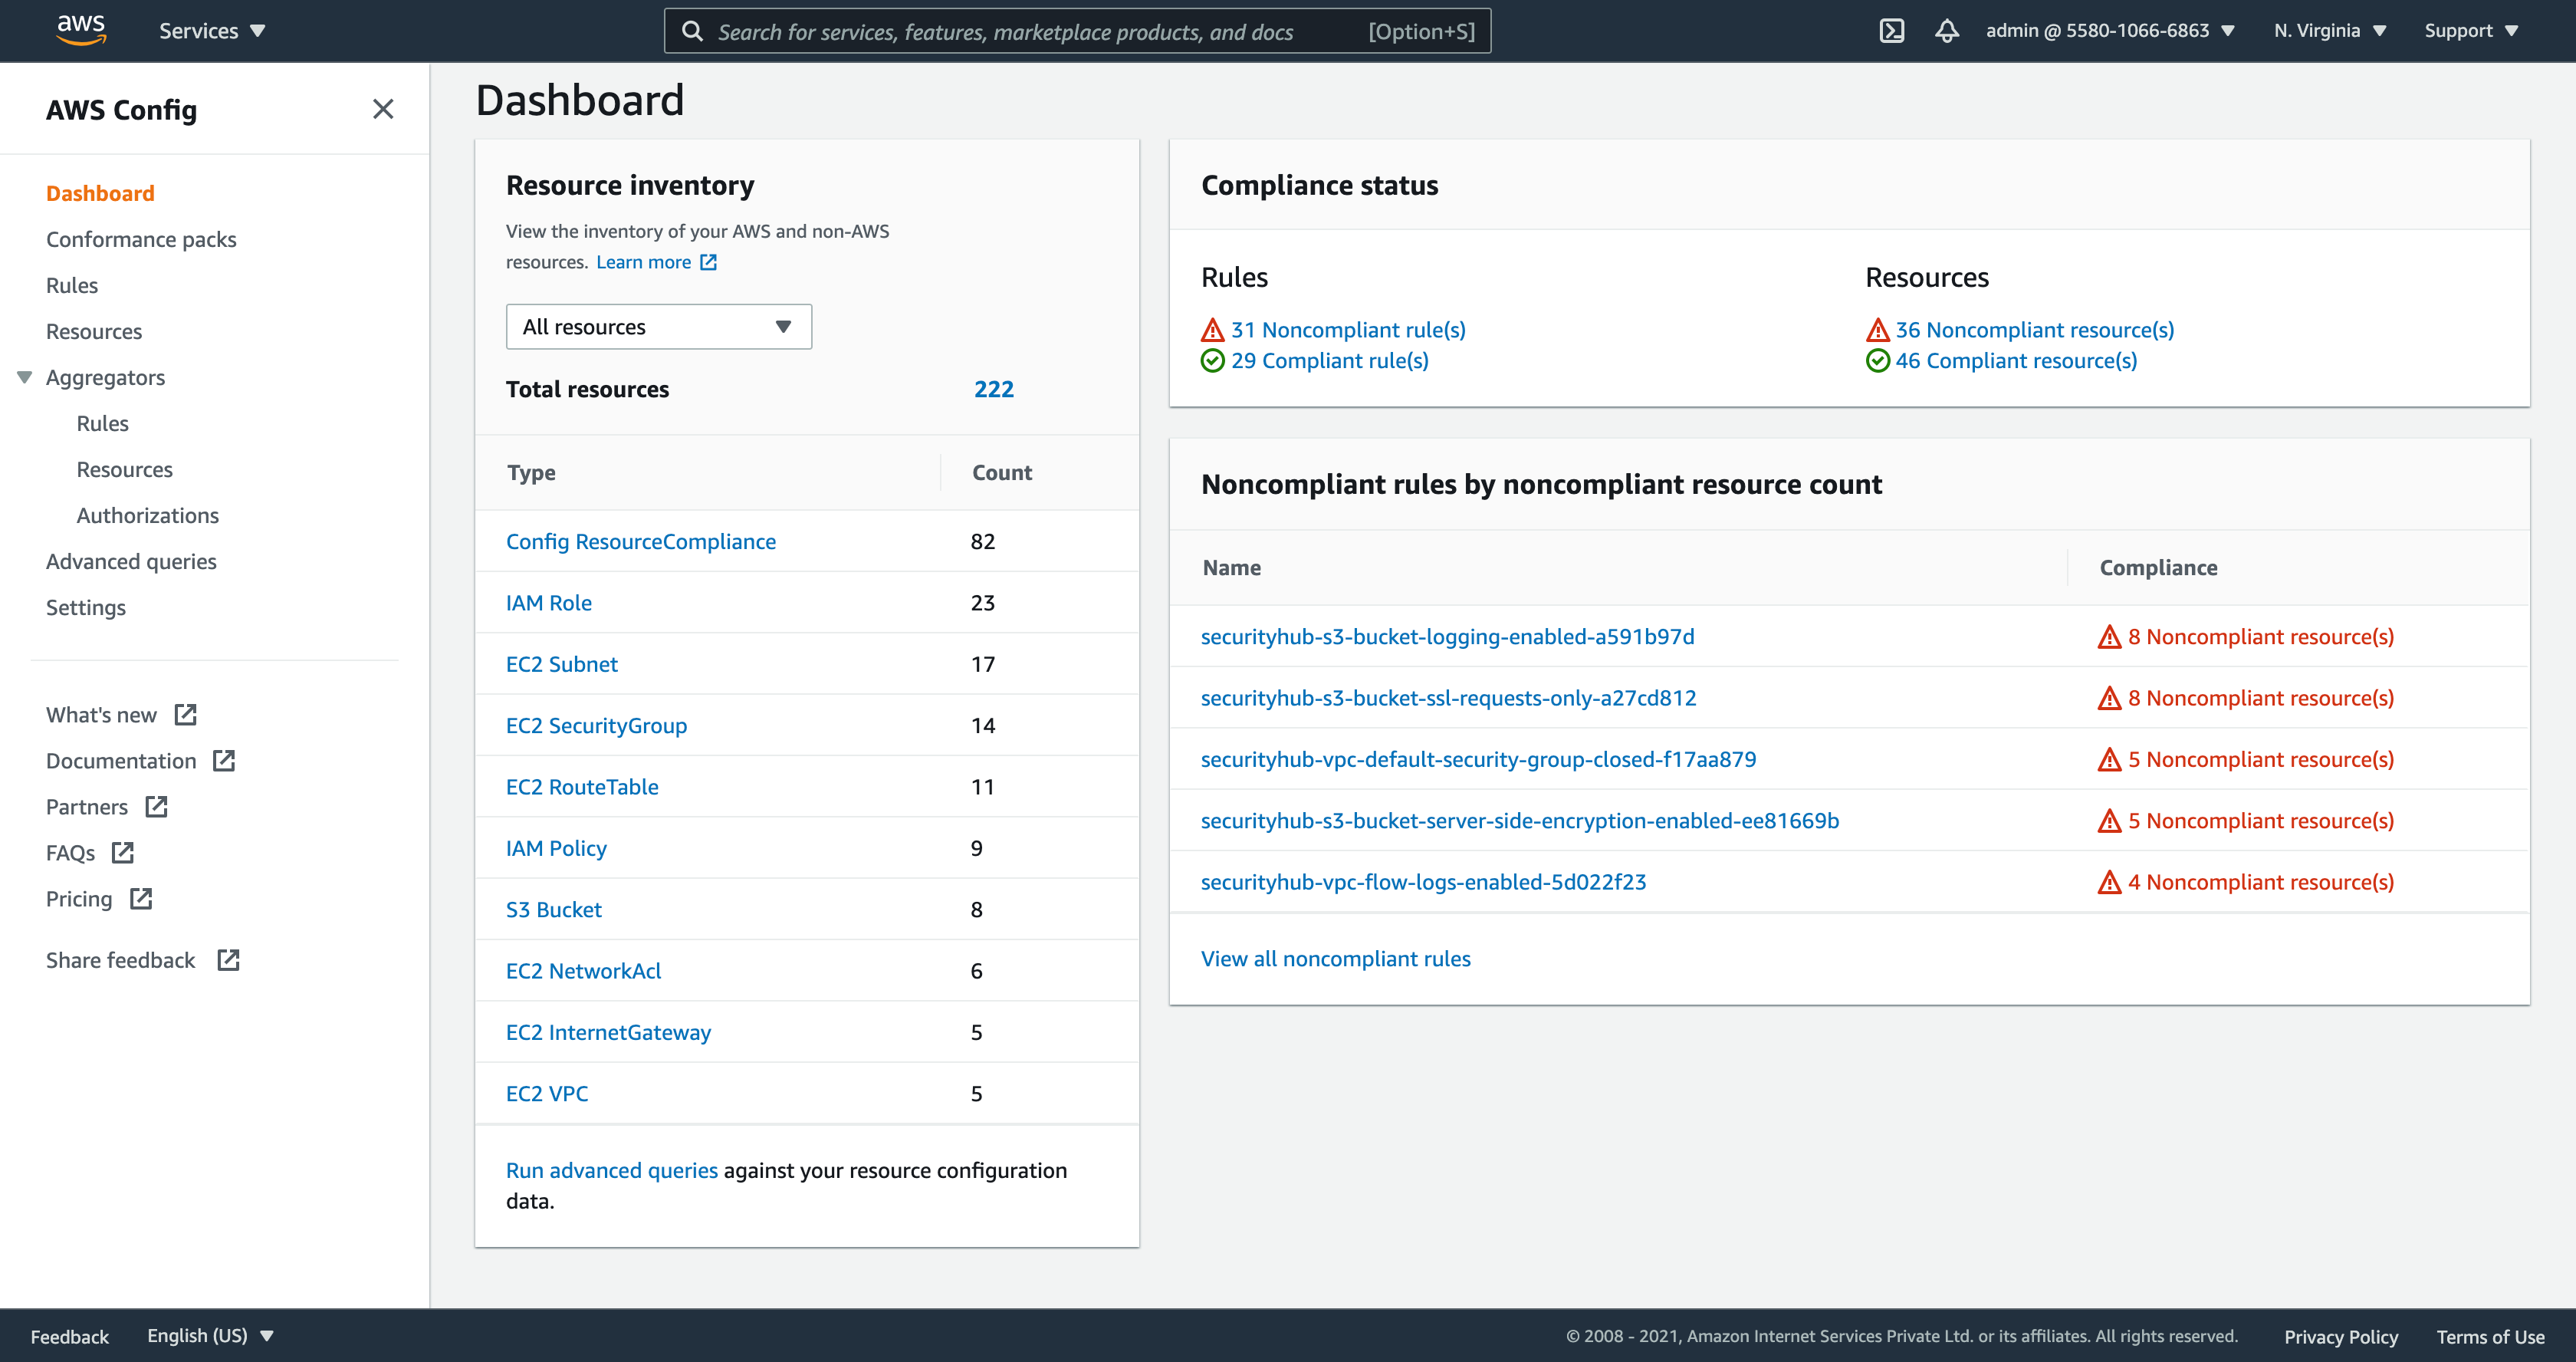 aws
Services
Search for services, features, marketplace products, and docs
[Option+S]
admin @ 5580-1066-6863
N. Virginia
Support
AWS Config
Dashboard
Conformance packs
Rules
Resources
Aggregators
Rules
Resources
Authorizations
Advanced queries
Settings
What's new
Documentation
Partners
FAQs
Pricing
Share feedback
Dashboard
Resource inventory
View the inventory of your AWS and non-AWS
resources. Learn more
All resources
Total resources 222
Type Count
Config ResourceCompliance 82
IAM Role 23
EC2 Subnet 17
EC2 SecurityGroup 14
EC2 RouteTable 11
IAM Policy 9
S3 Bucket 8
EC2 NetworkAcl 6
EC2 InternetGateway 5
EC2 VPC 5
Run advanced queries against your resource configuration
data.
Compliance status
Rules
31 Noncompliant rule(s)
29 Compliant rule(s)
Resources
36 Noncompliant resource(s)
46 Compliant resource(s)
Noncompliant rules by noncompliant resource count
Name Compliance
securityhub-s3-bucket-logging-enabled-a591b97d 8 Noncompliant resource(s)
securityhub-s3-bucket-ssl-requests-only-a27cd812 8 Noncompliant resource(s)
securityhub-vpc-default-security-group-closed-f17aa879 5 Noncompliant resource(s)
securityhub-s3-bucket-server-side-encryption-enabled-ee81669b 5 Noncompliant resource(s)
securityhub-vpc-flow-logs-enabled-5d022f23 4 Noncompliant resource(s)
View all noncompliant rules
Feedback
English (US)
© 2008 - 2021, Amazon Internet Services Private Ltd. or its affiliates. All rights reserved.
Privacy Policy
Terms of Use